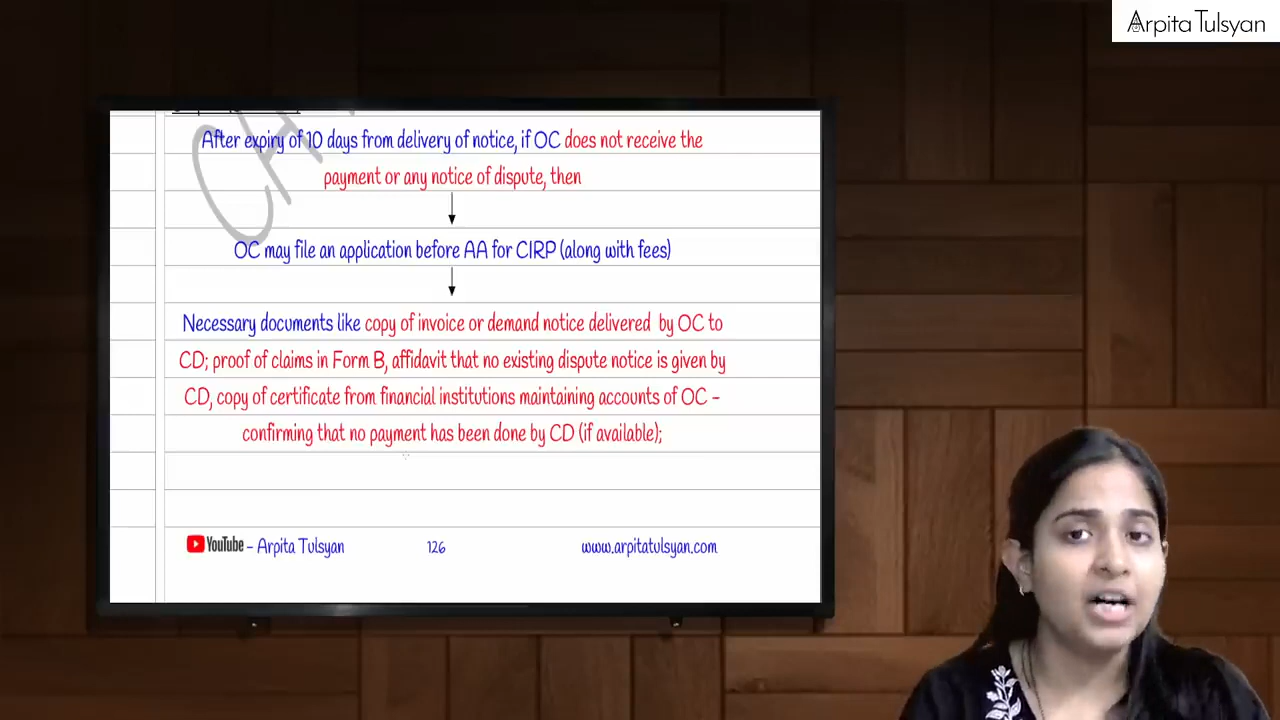 Arpita Tulsyan
After expiry of 10 days from delivery of notice, if OC does not receive the
payment or any notice of dispute, then
OC may file an application before AA for CIRP (along with fees)
Necessary documents like copy of invoice or demand notice delivered by OC to
CD; proof of claims in Form B, affidavit that no existing dispute notice is given by
CD, copy of certificate from financial institutions maintaining accounts of OC –
confirming that no payment has been done by CD (if available);
YouTube - Arpita Tulsyan
126
www.arpitatulsyan.com